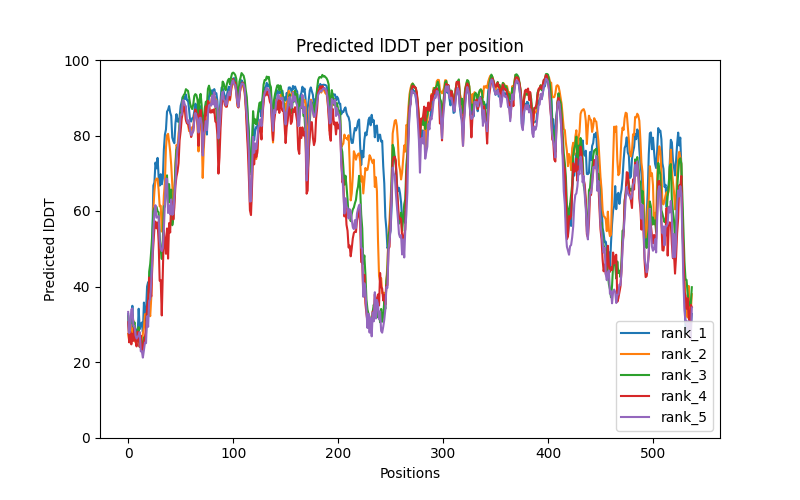 Predicted lDDT per position
100
80
60
40
20
0
Predicted lDDT
0 100 200 300 400 500
Positions
rank_1
rank_2
rank_3
rank_4
rank_5